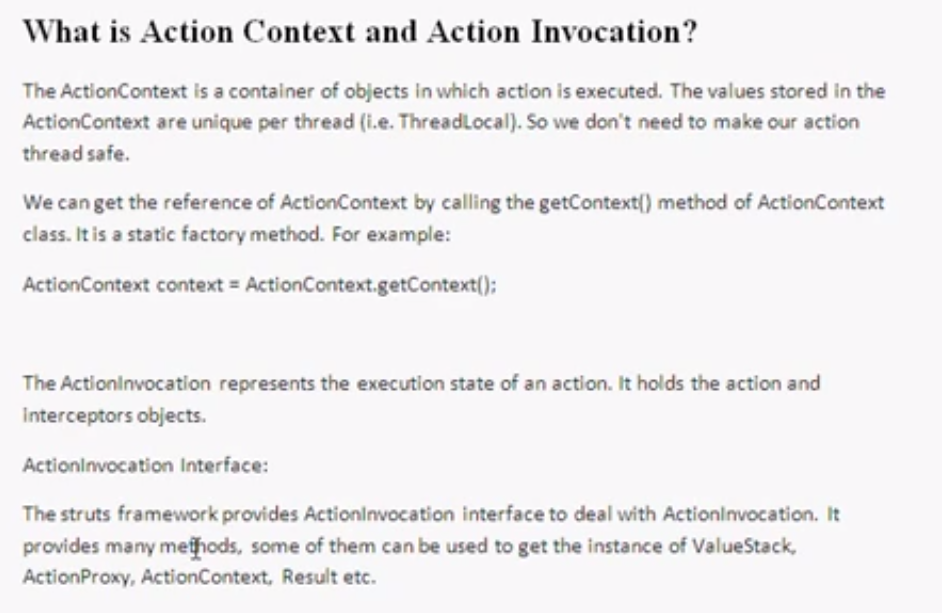 What is Action Context and Action Invocation?
The ActionContext is a container of objects in which action is executed. The values stored in the
ActionContext are unique per thread (i.e. ThreadLocal). So we don't need to make our action
thread safe.
We can get the reference of ActionContext by calling the getContext() method of ActionContext
class. It is a static factory method. For example:
ActionContext context = ActionContext.getContext();
The ActionInvocation represents the execution state of an action. It holds the action and
interceptors objects.
ActionInvocation Interface:
The struts framework provides ActionInvocation interface to deal with ActionInvocation. It
provides many methods, some of them can be used to get the instance of ValueStack,
ActionProxy, ActionContext, Result etc.